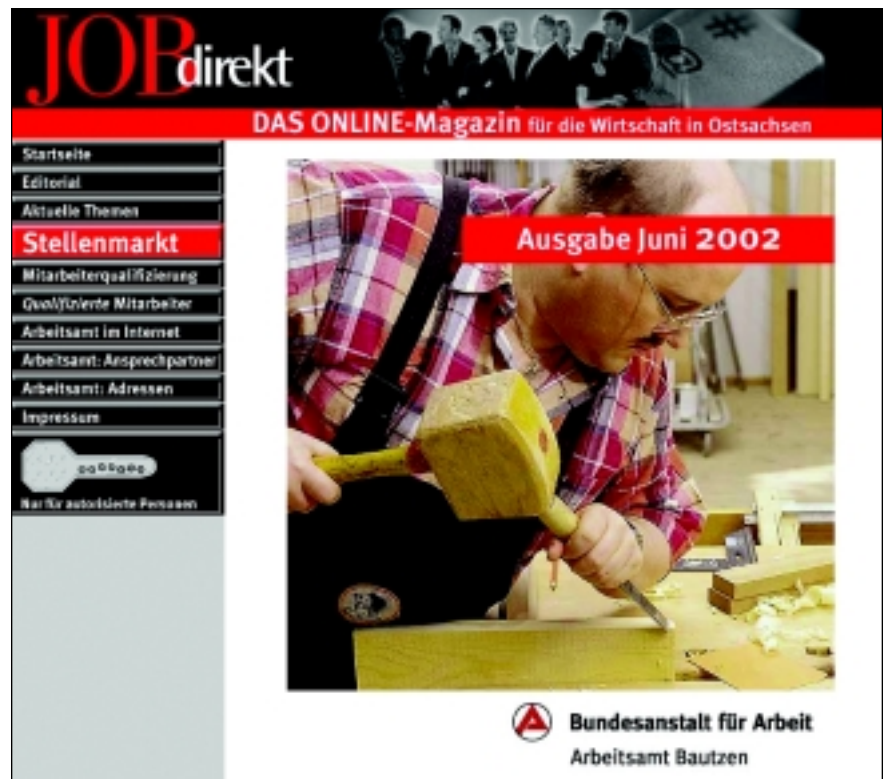 JOBdirekt
DAS ONLINE-Magazin für die Wirtschaft in Ostsachsen
Startseite
Editorial
Aktuelle Themen
Stellenmarkt
Mitarbeiterqualifizierung
Qualifizierte Mitarbeiter
Arbeitsamt im Internet
Arbeitsamt: Ansprechpartner
Arbeitsamt: Adressen
Impressum
Nur für autorisierte Personen
Ausgabe Juni 2002
Bundesanstalt für Arbeit
Arbeitsamt Bautzen